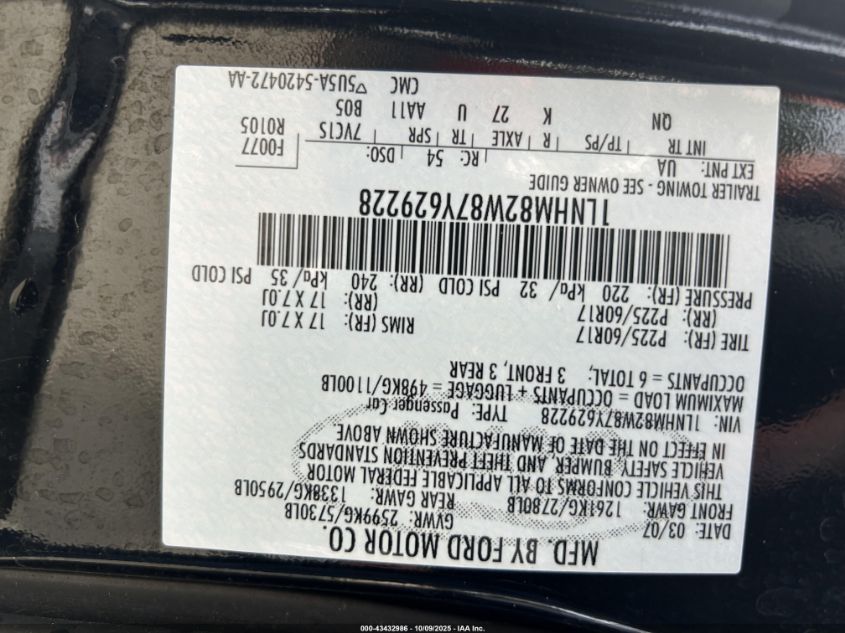 MFD. BY FORD MOTOR CO.
DATE: 03/07 GVWR: 2599KG/5730LB
FRONT GAWR: 1261KG/2780LB REAR GAWR: 1338KG/2950LB
THIS VEHICLE CONFORMS TO ALL APPLICABLE FEDERAL MOTOR
VEHICLE SAFETY, BUMPER, AND THEFT PREVENTION STANDARDS
IN EFFECT ON THE DATE OF MANUFACTURE SHOWN ABOVE
VIN: 1LNHM82W87Y629228 TYPE: Passenger Car
MAXIMUM LOAD = OCCUPANTS + LUGGAGE = 498KG/1100LB
OCCUPANTS = 6 TOTAL; 3 FRONT, 3 REAR
TIRE (FR): P225/60R17 RIMS (FR): 17 X 7.0J
(RR): P225/60R17 (RR): 17 X 7.0J
PRESSURE (FR): 220 kPa/ 32 PSI COLD (RR): 240 kPa/ 35 PSI COLD
1LNHM82W87Y629228
TRAILER TOWING - SEE OWNER GUIDE
EXT PNT: UA RC: 54 DSO: F0077
R0105
INT TR TP/PS R AXLE TR SPR 7VC1S
QN K 27 U AA11 B05
CMC ▽5U5A-5420472-AA
000-43432986 - 10/09/2025 - IAA Inc.